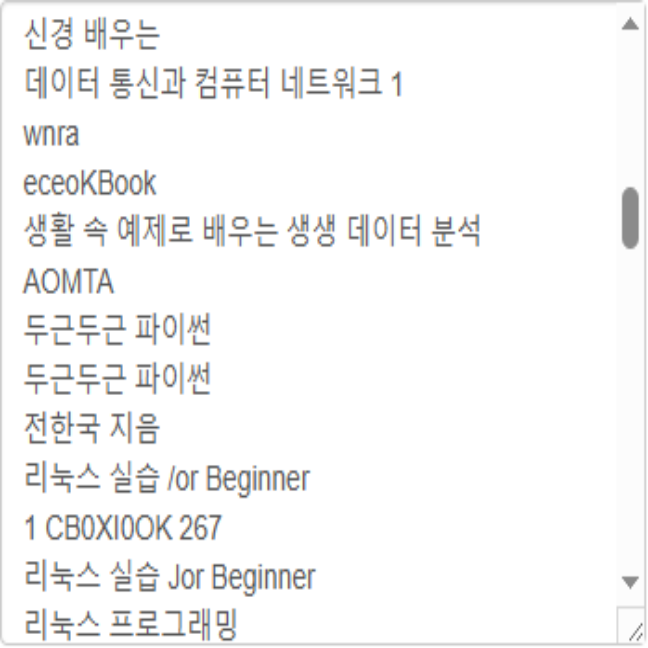 신경 배우는
데이터 통신과 컴퓨터 네트워크 1
wnra
eceoKBook
생활 속 예제로 배우는 생생 데이터 분석
AOMTA
두근두근 파이썬
두근두근 파이썬
전한국 지음
리눅스 실습 /or Beginner
1 CB0XI0OK 267
리눅스 실습 Jor Beginner
리눅스 프로그래밍